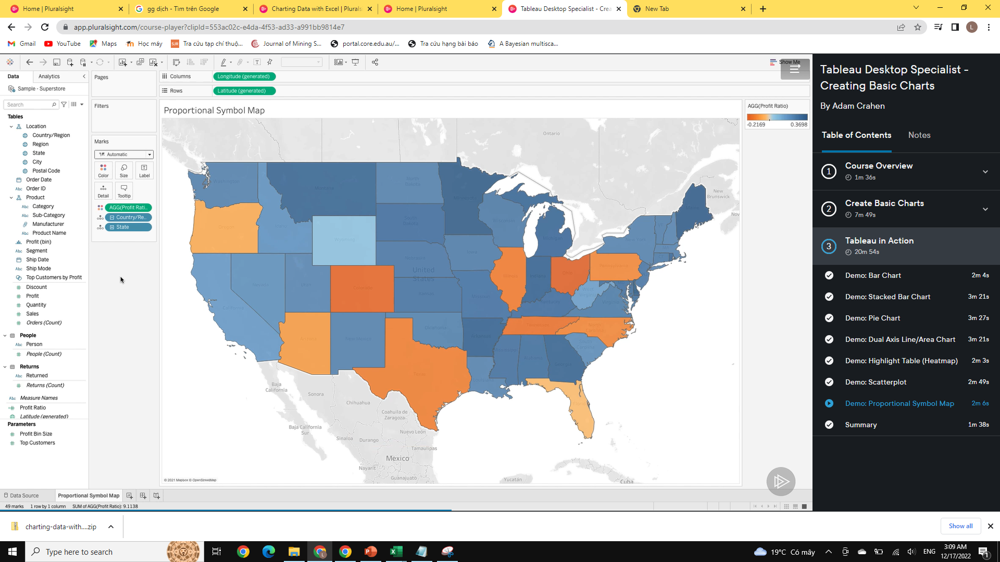 Home | Pluralsight
gg dịch - Tìm trên Google
Charting Data with Excel | Plurals
Home | Pluralsight
Tableau Desktop Specialist - Crea
New Tab
app.pluralsight.com/course-player?clipId=553ac02c-e4da-4f53-ad33-a991bb9814e7
L
Gmail
YouTube
Maps
Học máy
SJR
Tra cứu tạp chí thuộ...
Journal of Mining S...
portal.core.edu.au/...
Tra cứu hạng bài báo
A Bayesian multisca...
Show Me
Data
Analytics
Sample - Superstore
Search
Tables
Location
Country/Region
Region
State
City
Postal Code
Order Date
Abc Order ID
Product
Abc Category
Abc Sub-Category
Manufacturer
Abc Product Name
Profit (bin)
Abc Segment
Ship Date
Abc Ship Mode
Top Customers by Profit
# Discount
# Profit
# Quantity
# Sales
# Orders (Count)
People
Abc Person
# People (Count)
Returns
Abc Returned
# Returns (Count)
Abc Measure Names
=# Profit Ratio
Latitude (generated)
Parameters
# Profit Bin Size
# Top Customers
Pages
Filters
Marks
Automatic
Color
Size
Label
Detail
Tooltip
AGG(Profit Rati..
Country/Re..
State
Columns
Longitude (generated)
Rows
Latitude (generated)
Proportional Symbol Map
AGG(Profit Ratio)
-0.2169
0.3698
Ontario
New
Brunswick
Nov
Washington
Montana
North
Dakota
Minnesota
Oregon
Idaho
Wyoming
South
Dakota
Wisconsin
Michigan
New York
Iowa
Nebraska
United
States
Illinois
Indiana
Ohio
Pennsylvania
West
Virginia
Virginia
Nevada
Utah
Colorado
Kansas
Missouri
Kentucky
California
Arizona
New Mexico
Oklahoma
Arkansas
Tennessee
North
Carolina
South
Carolina
Texas
Louisiana
Mississippi
Alabama
Georgia
Florida
Baja
California
Sonora
Chihuahua
Coahuila de
Zaragoza..
Baja California
Sur
Nuevo León
Sinaloa
Durango
Tamaulipas
Mexico
Nayarit
Guanajuato
Yucatán
Cuba
© 2021 Mapbox © OpenStreetMap
Data Source
Proportional Symbol Map
49 marks
1 row by 1 column
SUM of AGG(Profit Ratio): 9.1138
Tableau Desktop Specialist -
Creating Basic Charts
By Adam Crahen
Table of Contents
Notes
1
Course Overview
1m 36s
2
Create Basic Charts
7m 49s
3
Tableau in Action
20m 54s
Demo: Bar Chart
2m 4s
Demo: Stacked Bar Chart
3m 21s
Demo: Pie Chart
3m 27s
Demo: Dual Axis Line/Area Chart
3m 21s
Demo: Highlight Table (Heatmap)
2m 3s
Demo: Scatterplot
2m 49s
Demo: Proportional Symbol Map
2m 6s
Summary
1m 38s
charting-data-with....zip
Show all
Type here to search
19°C Có mây
ENG
3:09 AM
12/17/2022
1